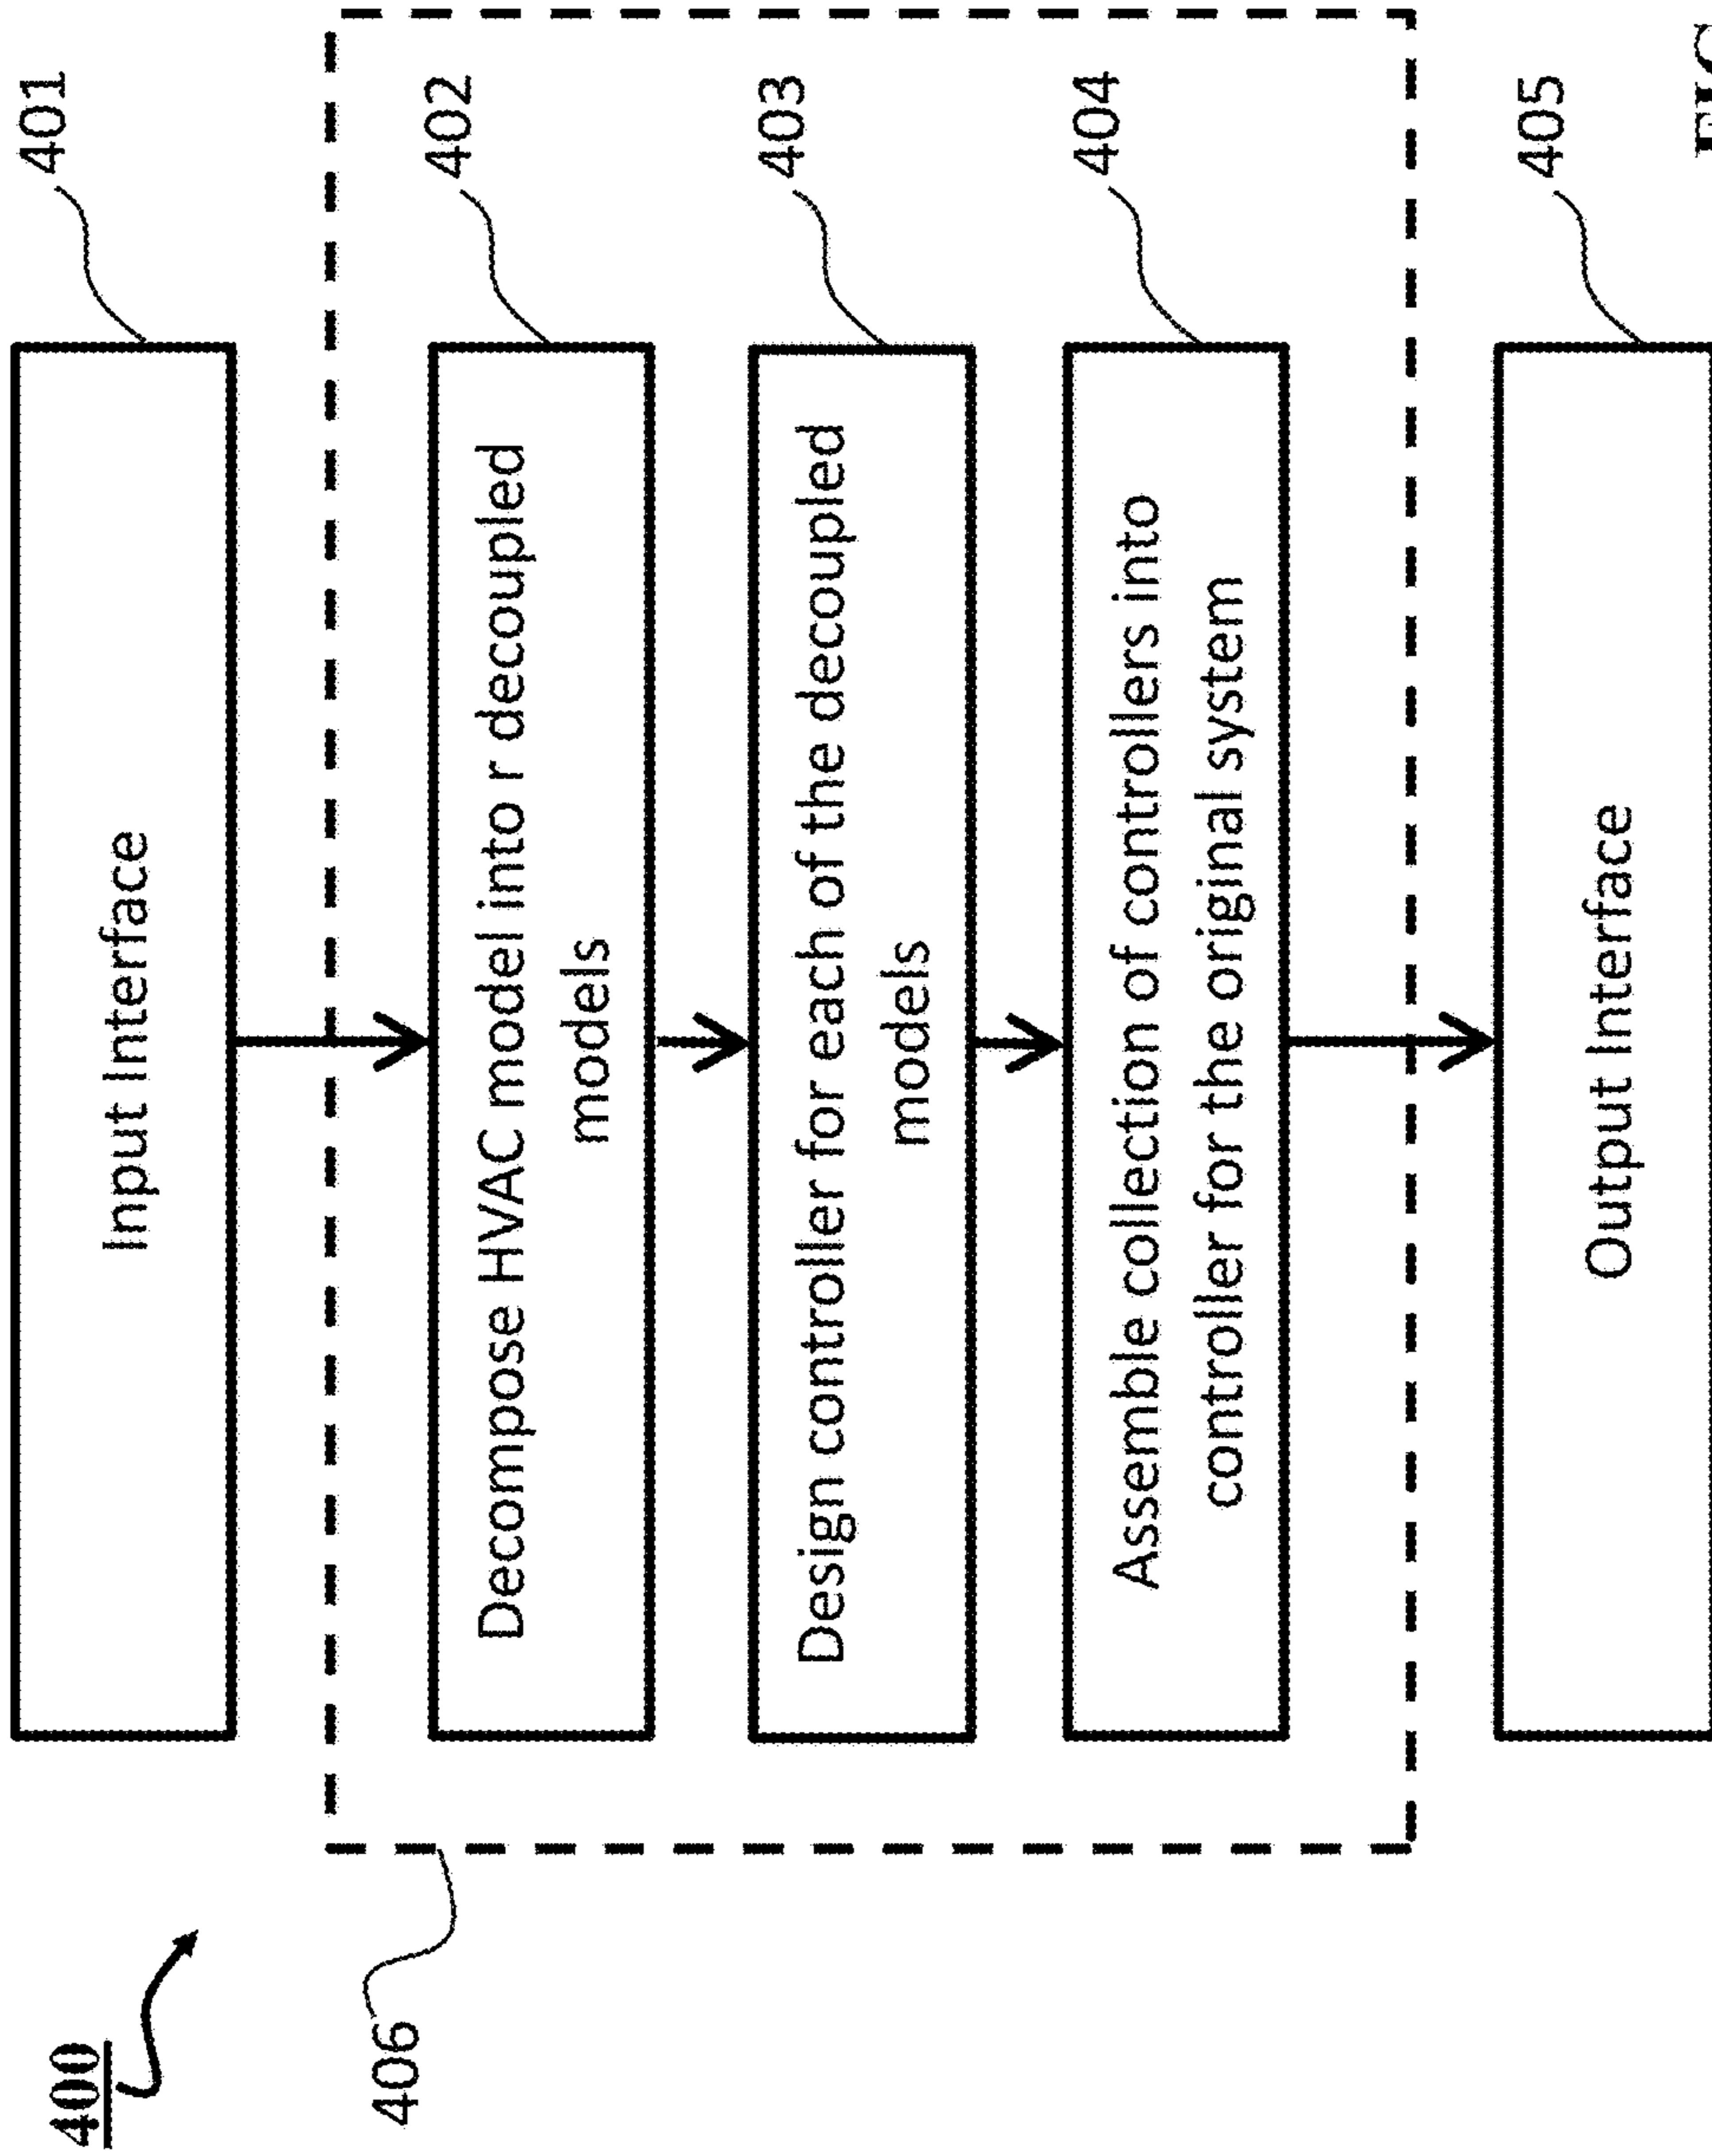 400
401
Input Interface
406
402
Decompose HVAC model into r decoupled
models
403
Design controller for each of the decoupled
models
404
Assemble collection of controllers into
controller for the original system
405
Output Interface